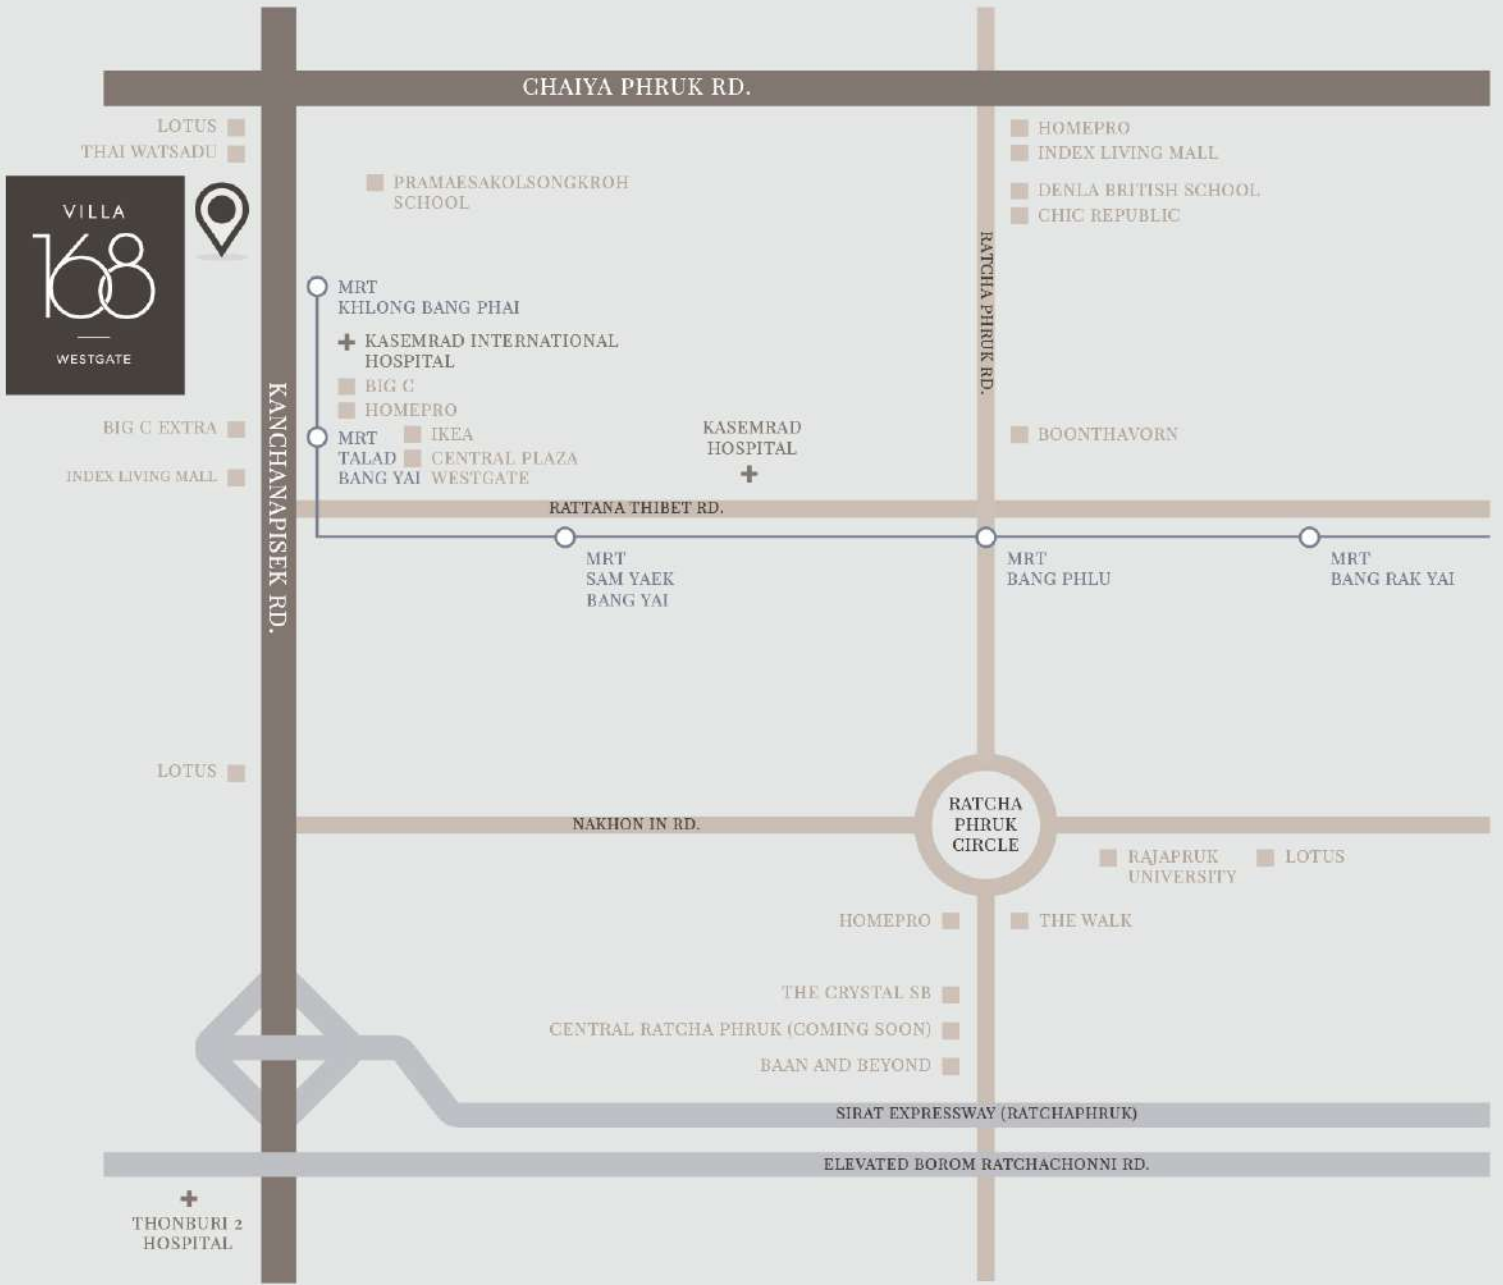 CHAIYA PHRUK RD.
LOTUS
THAI WATSADU
VILLA
168
WESTGATE
PRAMAESAKOLSONGKROH
SCHOOL
HOMEPRO
INDEX LIVING MALL
DENLA BRITISH SCHOOL
CHIC REPUBLIC
RATCHA PHRUK RD.
MRT
KHLONG BANG PHAI
KASEMRAD INTERNATIONAL
HOSPITAL
BIG C
HOMEPRO
MRT
TALAD
BANG YAI
IKEA
CENTRAL PLAZA
WESTGATE
KASEMRAD
HOSPITAL
BOONTHAVORN
BIG C EXTRA
INDEX LIVING MALL
KANCHANAPISEK RD.
RATTANA THIBET RD.
MRT
SAM YAEK
BANG YAI
MRT
BANG PHLU
MRT
BANG RAK YAI
LOTUS
NAKHON IN RD.
RATCHA
PHRUK
CIRCLE
RAJAPRUK
UNIVERSITY
LOTUS
HOMEPRO
THE WALK
THE CRYSTAL SB
CENTRAL RATCHA PHRUK (COMING SOON)
BAAN AND BEYOND
SIRAT EXPRESSWAY (RATCHAPHRUK)
ELEVATED BOROM RATCHACHONNI RD.
THONBURI 2
HOSPITAL